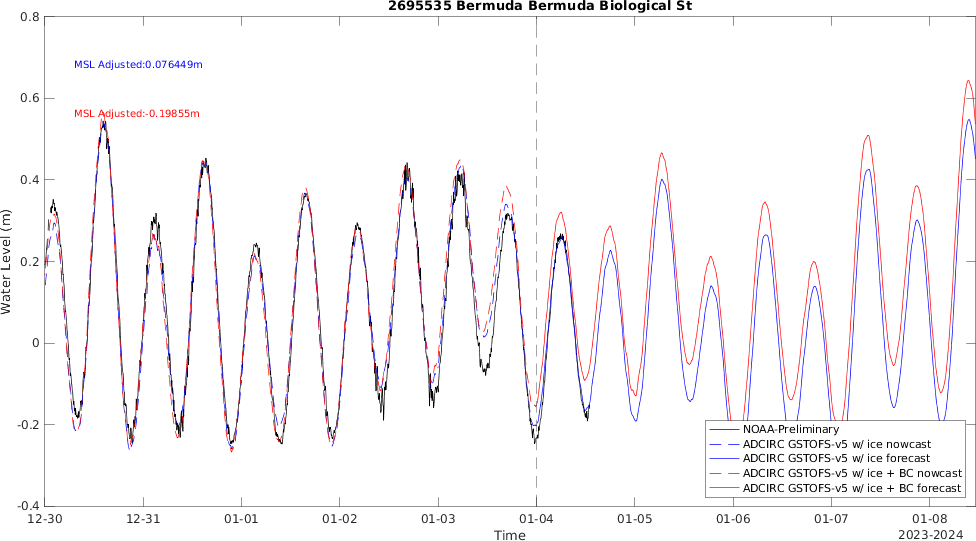 2695535 Bermuda Bermuda Biological St
0.8
MSL Adjusted:0.076449m
0.6
MSL Adjusted:-0.19855m
0.4
Water Level (m)
0.2
0
-0.2
NOAA-Preliminary
ADCIRC GSTOFS-v5 w/ ice nowcast
ADCIRC GSTOFS-v5 w/ ice forecast
ADCIRC GSTOFS-v5 w/ ice + BC nowcast
ADCIRC GSTOFS-v5 w/ ice + BC forecast
-0.4
12-30 12-31 01-01 01-02 01-03 01-04 01-05 01-06 01-07 01-08
Time
2023-2024